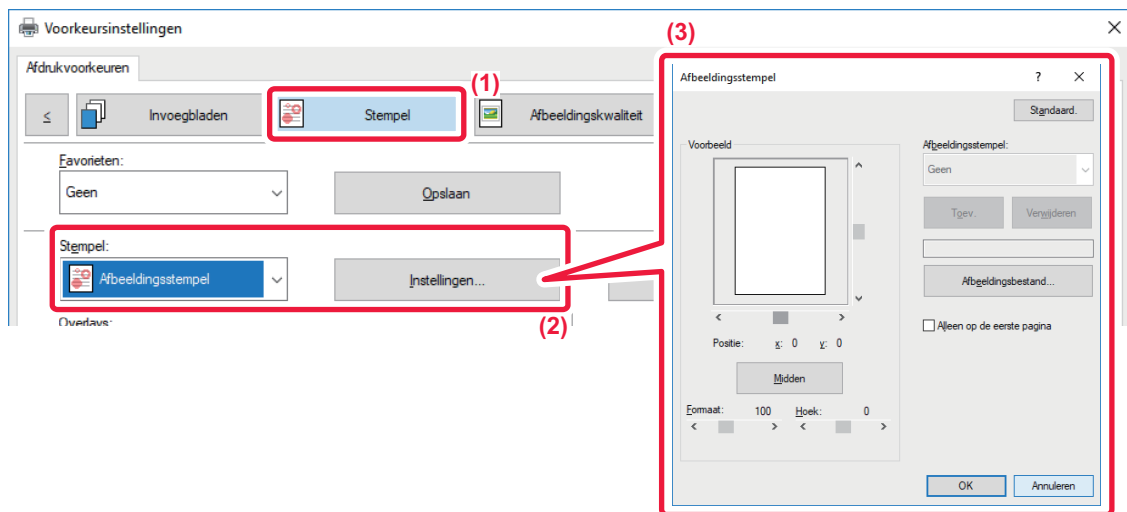 Voorkeursinstellingen
Afdrukvoorkeuren
(1)
< Invoegbladen Stempel Afbeeldingskwaliteit
Favorieten:
Geen Opslaan
Stempel:
Afbeeldingsstempel Instellingen...
(2)
Overlays:
(3)
Afbeeldingsstempel ? ×
Standaard.
Voorbeeld
Afbeeldingsstempel:
Geen
Toev. Verwijderen
Afbeeldingsbestand...
Alleen op de eerste pagina
Positie: x: 0 y: 0
Midden
Formaat: 100 Hoek: 0
OK Annuleren